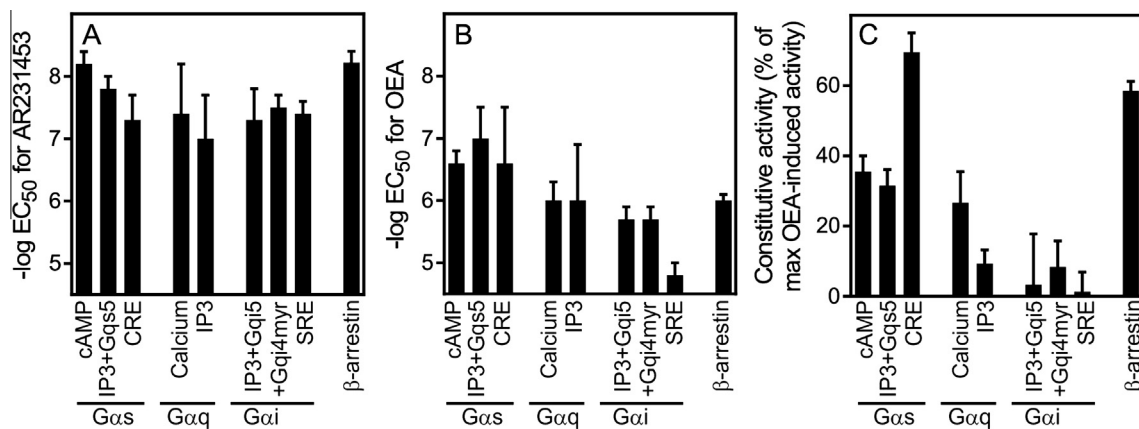 A
-log EC50 for AR231453
8
7
6
5
cAMP
IP3+Gqs5
CRE
Calcium
IP3
IP3+Gqi5
+Gqi4myr
SRE
β-arrestin
Gαs
Gαq
Gαi
B
-log EC50 for OEA
8
7
6
5
cAMP
IP3+Gqs5
CRE
Calcium
IP3
IP3+Gqi5
+Gqi4myr
SRE
β-arrestin
Gαs
Gαq
Gαi
C
Constitutive activity (% of
max OEA-induced activity)
60
40
20
0
cAMP
IP3+Gqs5
CRE
Calcium
IP3
IP3+Gqi5
+Gqi4myr
SRE
β-arrestin
Gαs
Gαq
Gαi